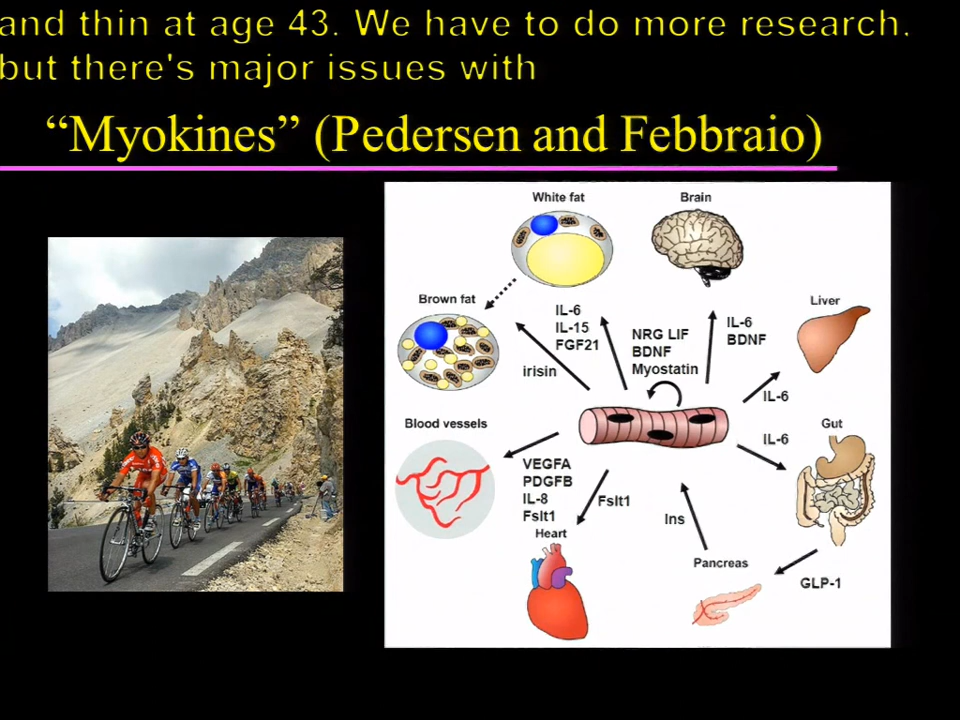 and thin at age 43. We have to do more research.
but there's major issues with
“Myokines” (Pedersen and Febbraio)
White fat
Brain
Brown fat
IL-6
IL-15
FGF21
irisin
NRG LIF
BDNF
Myostatin
IL-6
BDNF
Liver
IL-6
Blood vessels
IL-6
Gut
VEGFA
PDGFB
IL-8
Fslt1
Fslt1
Heart
Ins
Pancreas
GLP-1